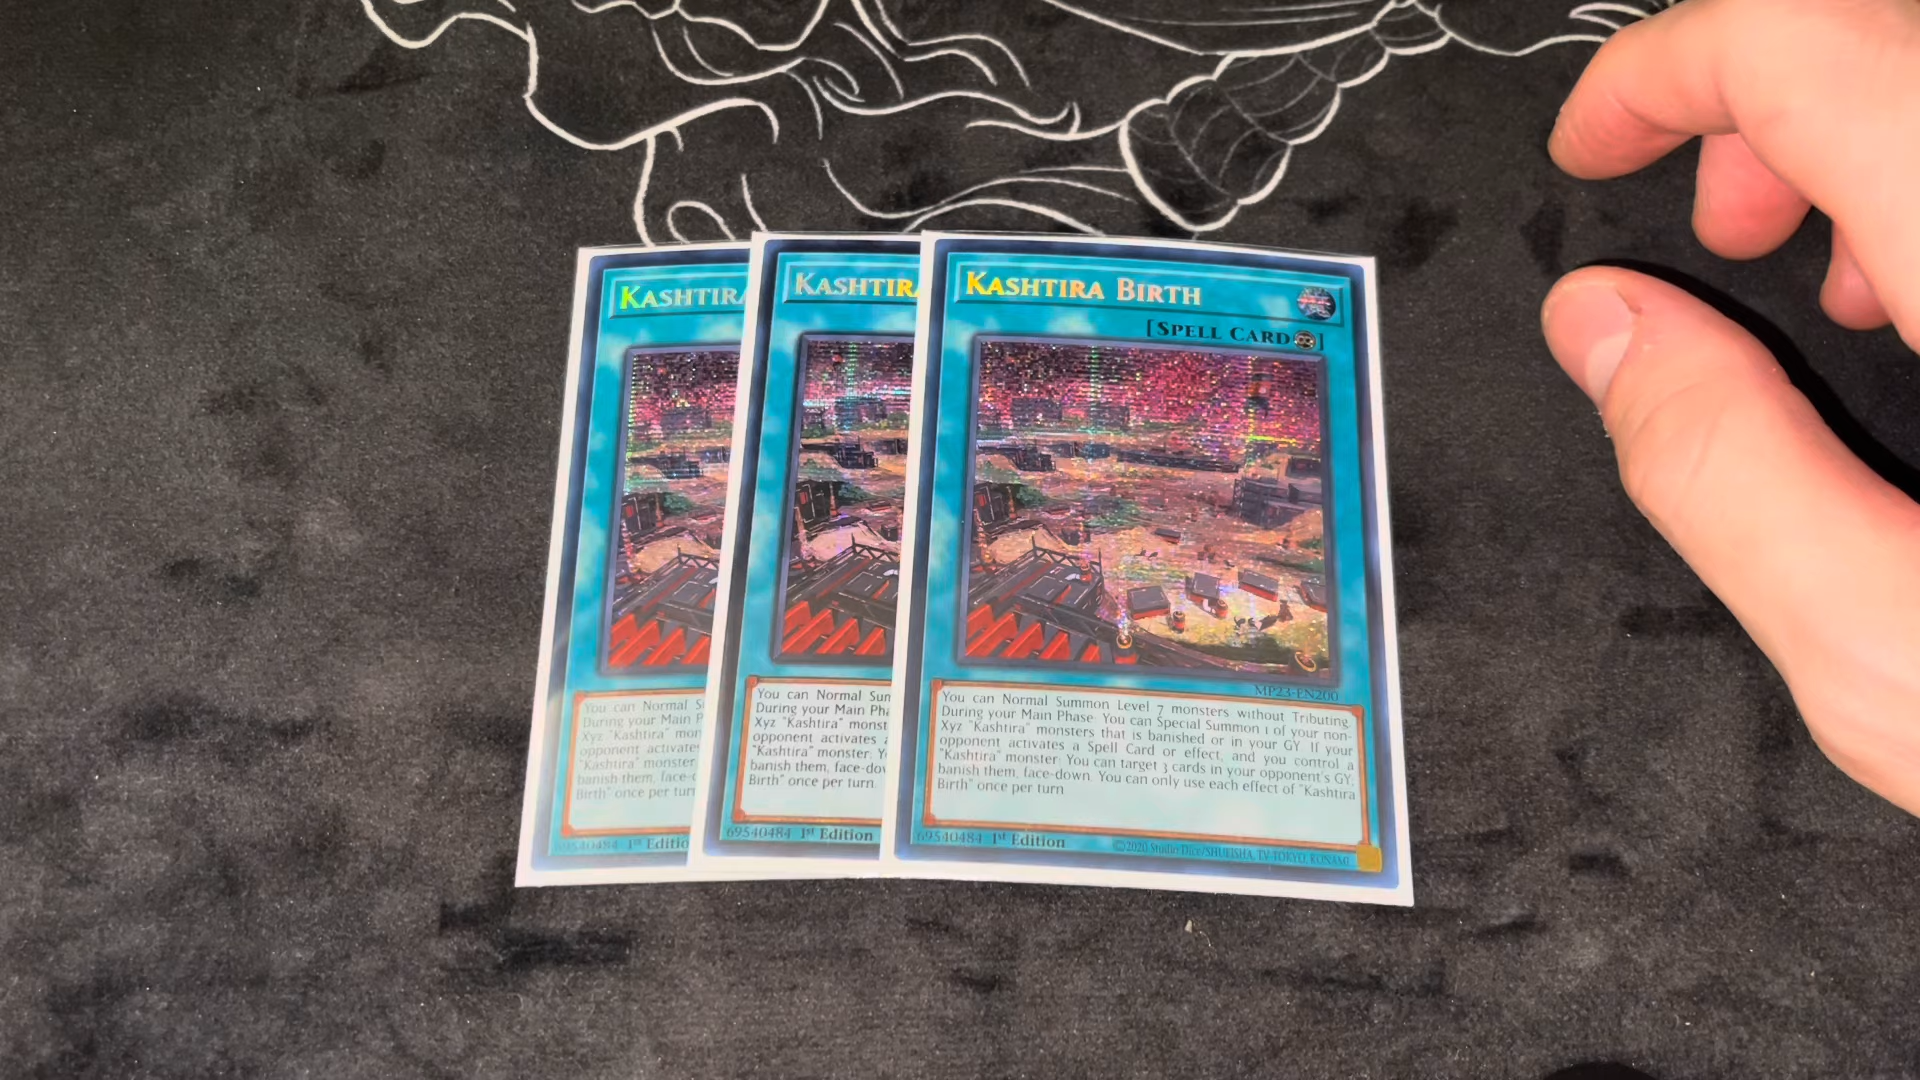 KASHTIRA
KASHTIRA
KASHTIRA BIRTH
[SPELL CARD]
MP23-EN200
You can Normal S
During your Main P
Xyz "Kashtira" mon
opponent activates
"Kashtira" monster:
banish them, face-d
Birth" once per turn
69540484 1st Editio
You can Normal Sum
During your Main Pha
Xyz "Kashtira" monst
opponent activates a
"Kashtira" monster: Y
banish them, face-dow
Birth" once per turn.
69540484 1st Edition
You can Normal Summon Level 7 monsters without Tributing.
During your Main Phase: You can Special Summon 1 of your non-
Xyz "Kashtira" monsters that is banished or in your GY. If your
opponent activates a Spell Card or effect, and you control a
"Kashtira" monster: You can target 3 cards in your opponent's GY;
banish them, face-down. You can only use each effect of "Kashtira
Birth" once per turn.
69540484 1st Edition
©2020 Studio Dice/SHUEISHA, TV TOKYO, KONAMI